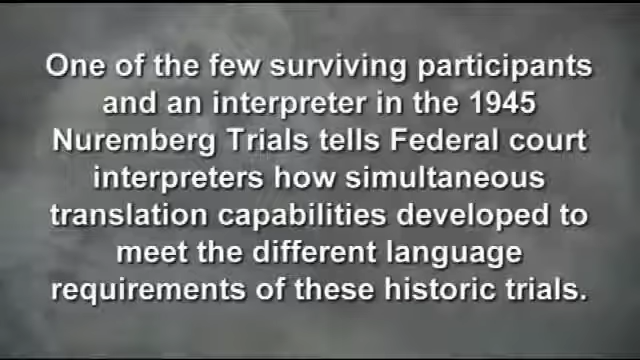 One of the few surviving participants
and an interpreter in the 1945
Nuremberg Trials tells Federal court
interpreters how simultaneous
translation capabilities developed to
meet the different language
requirements of these historic trials.